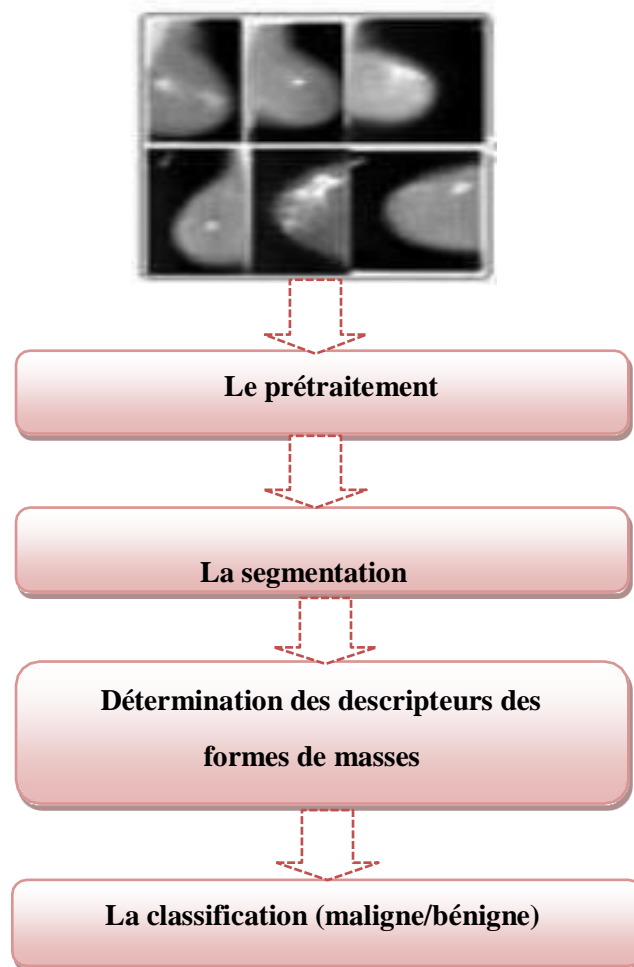 Le prétraitement
La segmentation
Détermination des descripteurs des
formes de masses
La classification (maligne/bénigne)